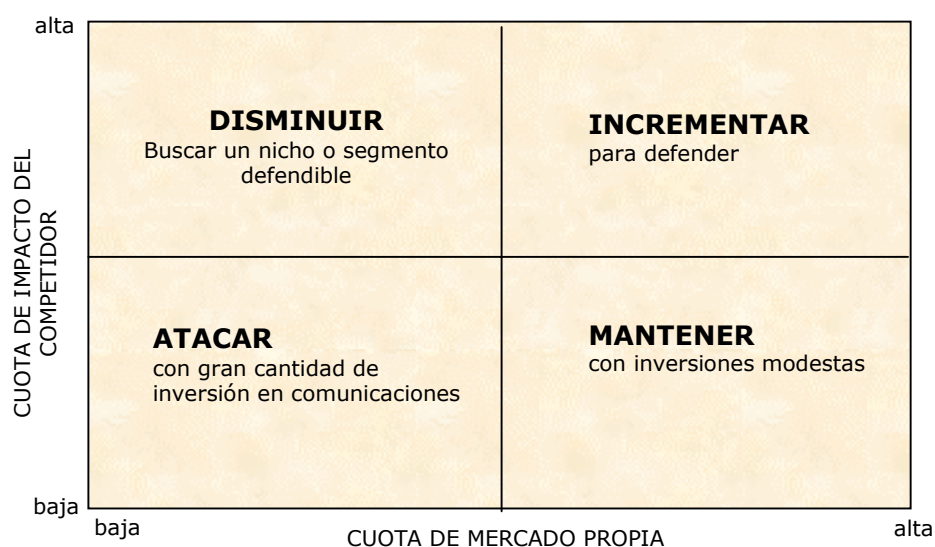 alta
DISMINUIR
Buscar un nicho o segmento
defendible
INCREMENTAR
para defender
CUOTA DE IMPACTO DEL
COMPETIDOR
ATACAR
con gran cantidad de
inversión en comunicaciones
MANTENER
con inversiones modestas
baja
baja
CUOTA DE MERCADO PROPIA
alta